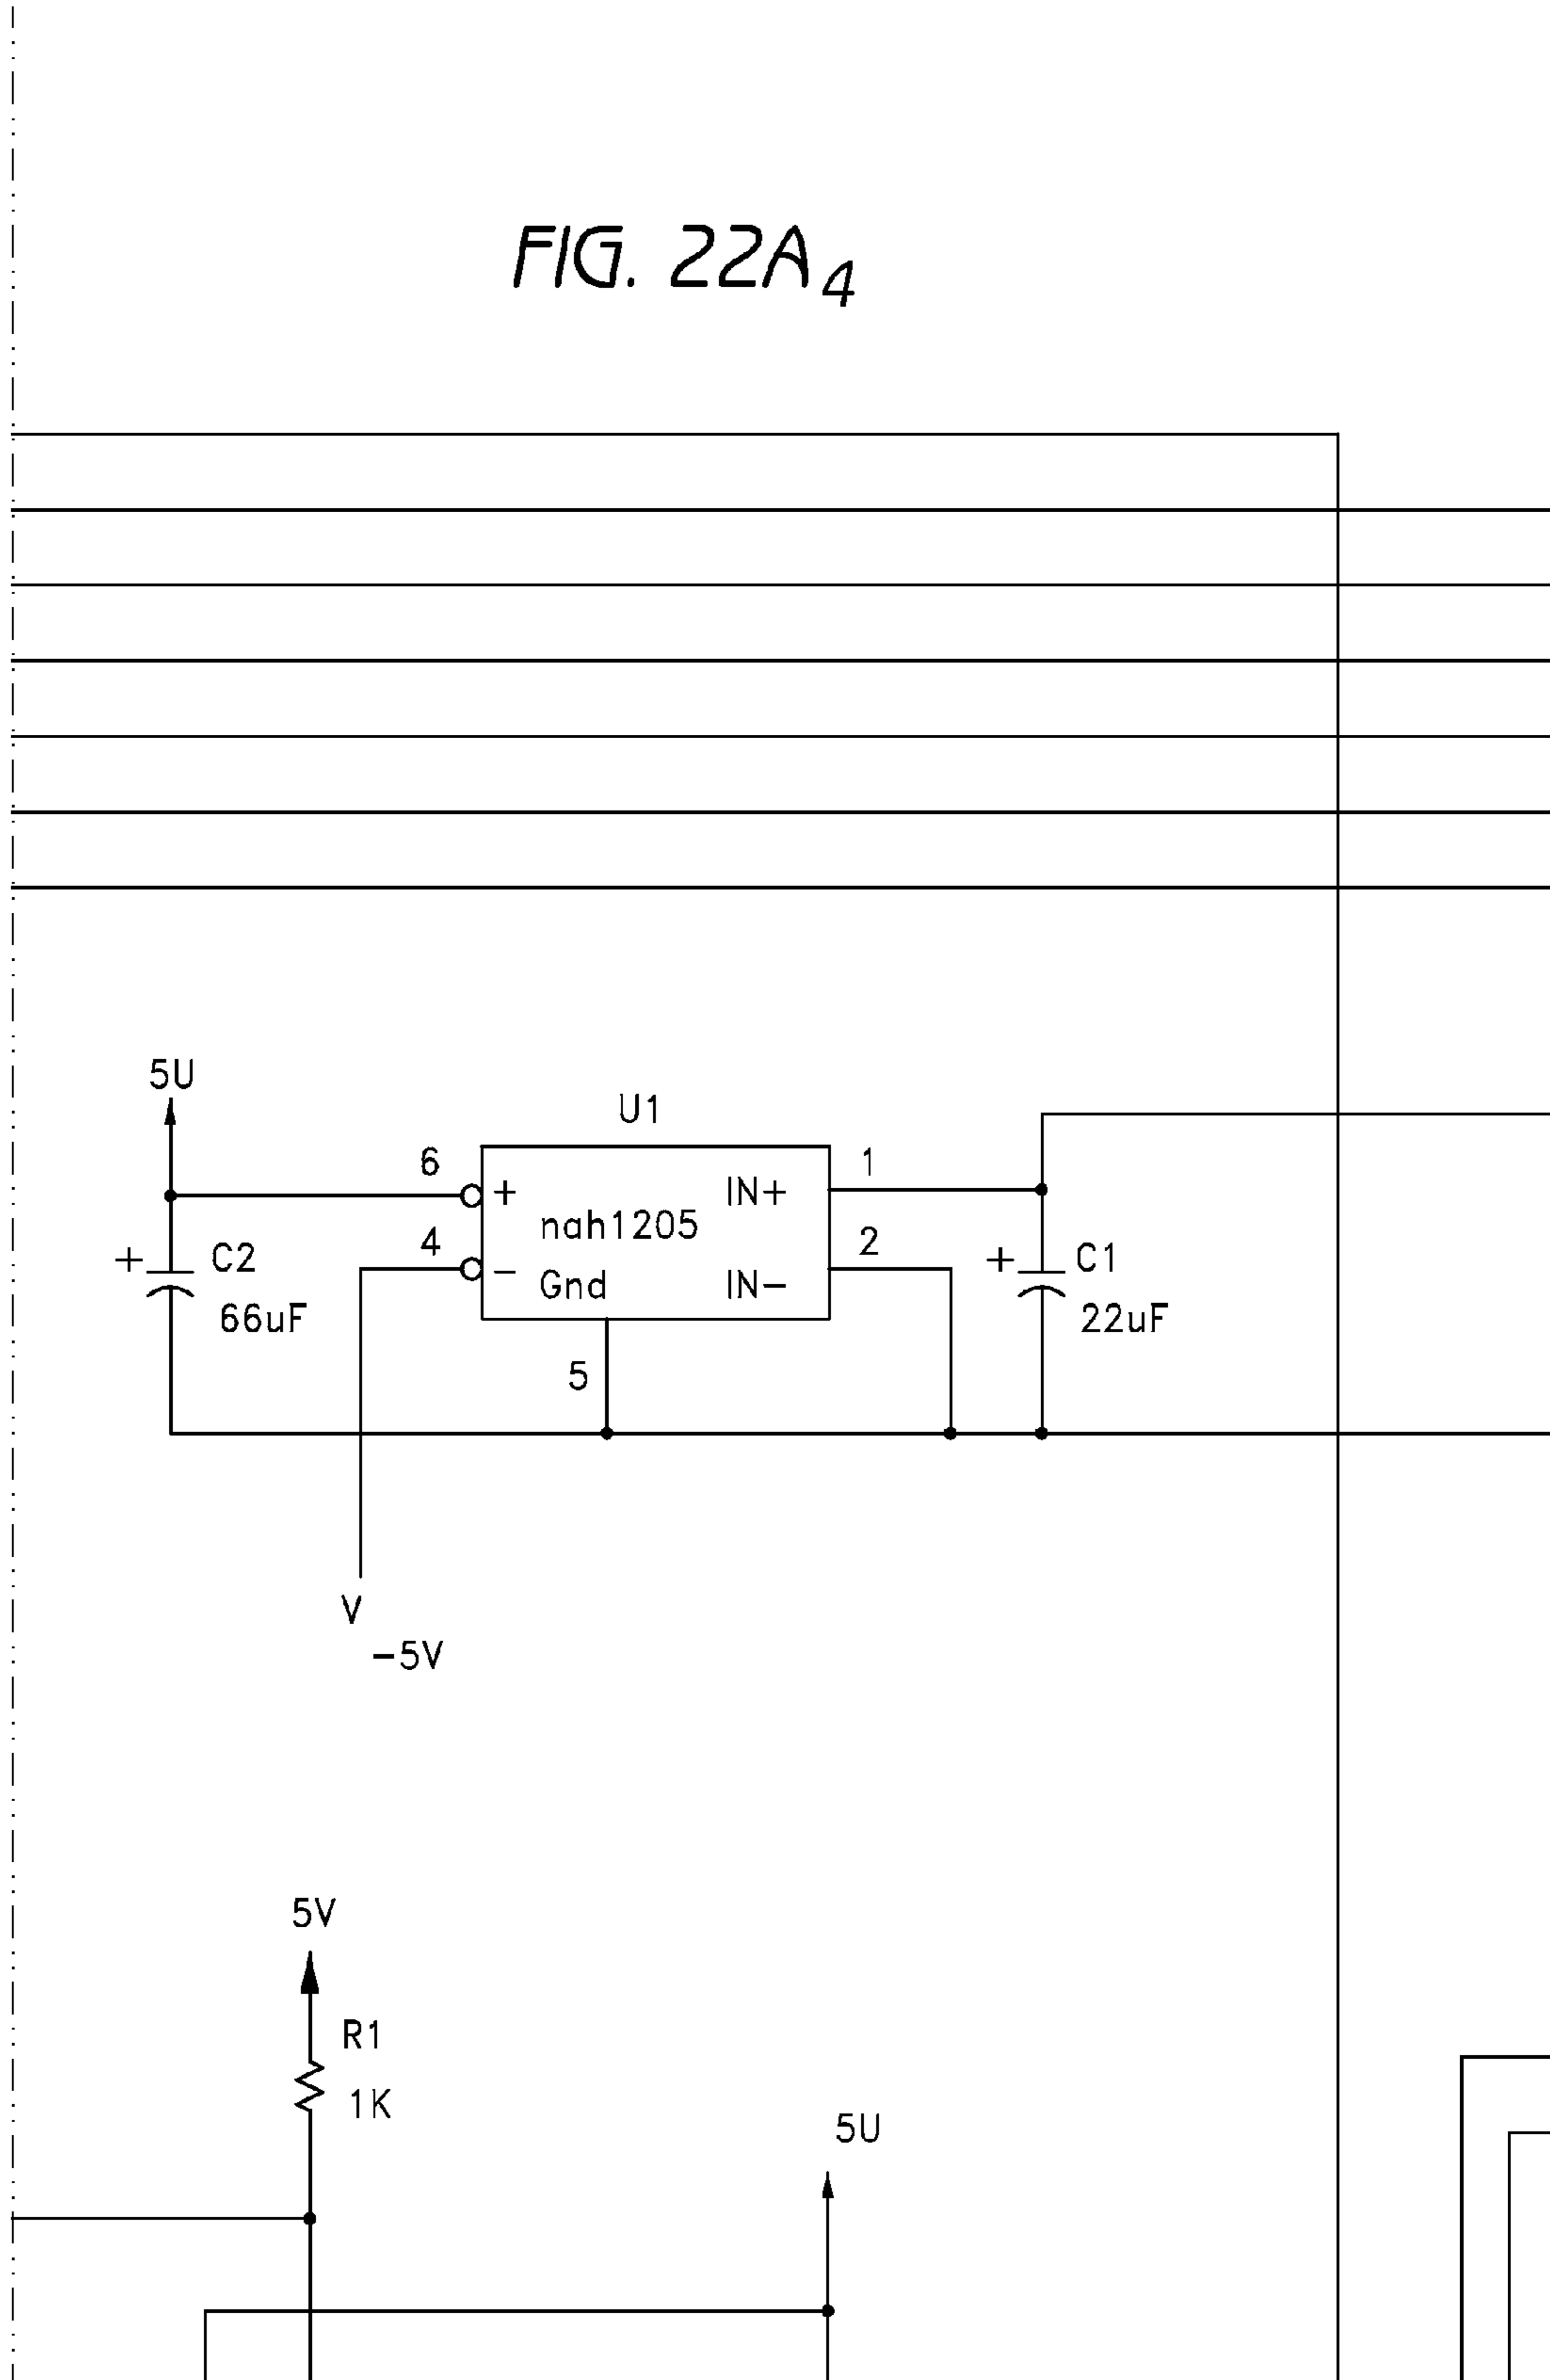 FIG. 22A4
5U
U1
6
1
+
IN+
nah1205
4
2
+
C2
−
Gnd
IN−
+
C1
66uF
22uF
5
V
−5V
5V
R1
1K
5U